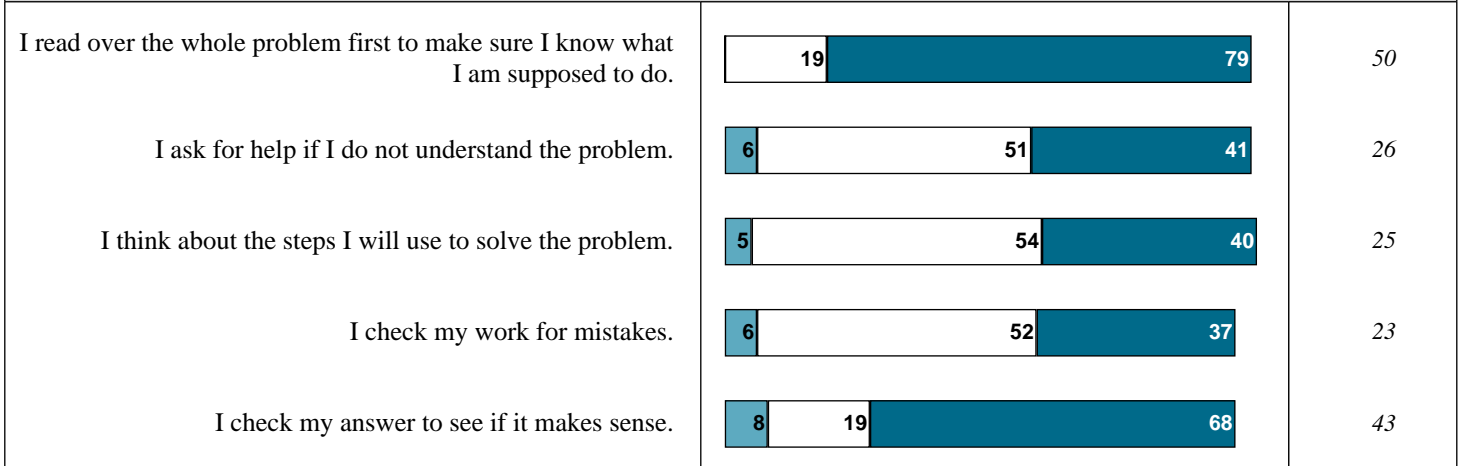 I read over the whole problem first to make sure I know what
I am supposed to do.
19 79 50
I ask for help if I do not understand the problem.
6 51 41 26
I think about the steps I will use to solve the problem.
5 54 40 25
I check my work for mistakes.
6 52 37 23
I check my answer to see if it makes sense.
8 19 68 43